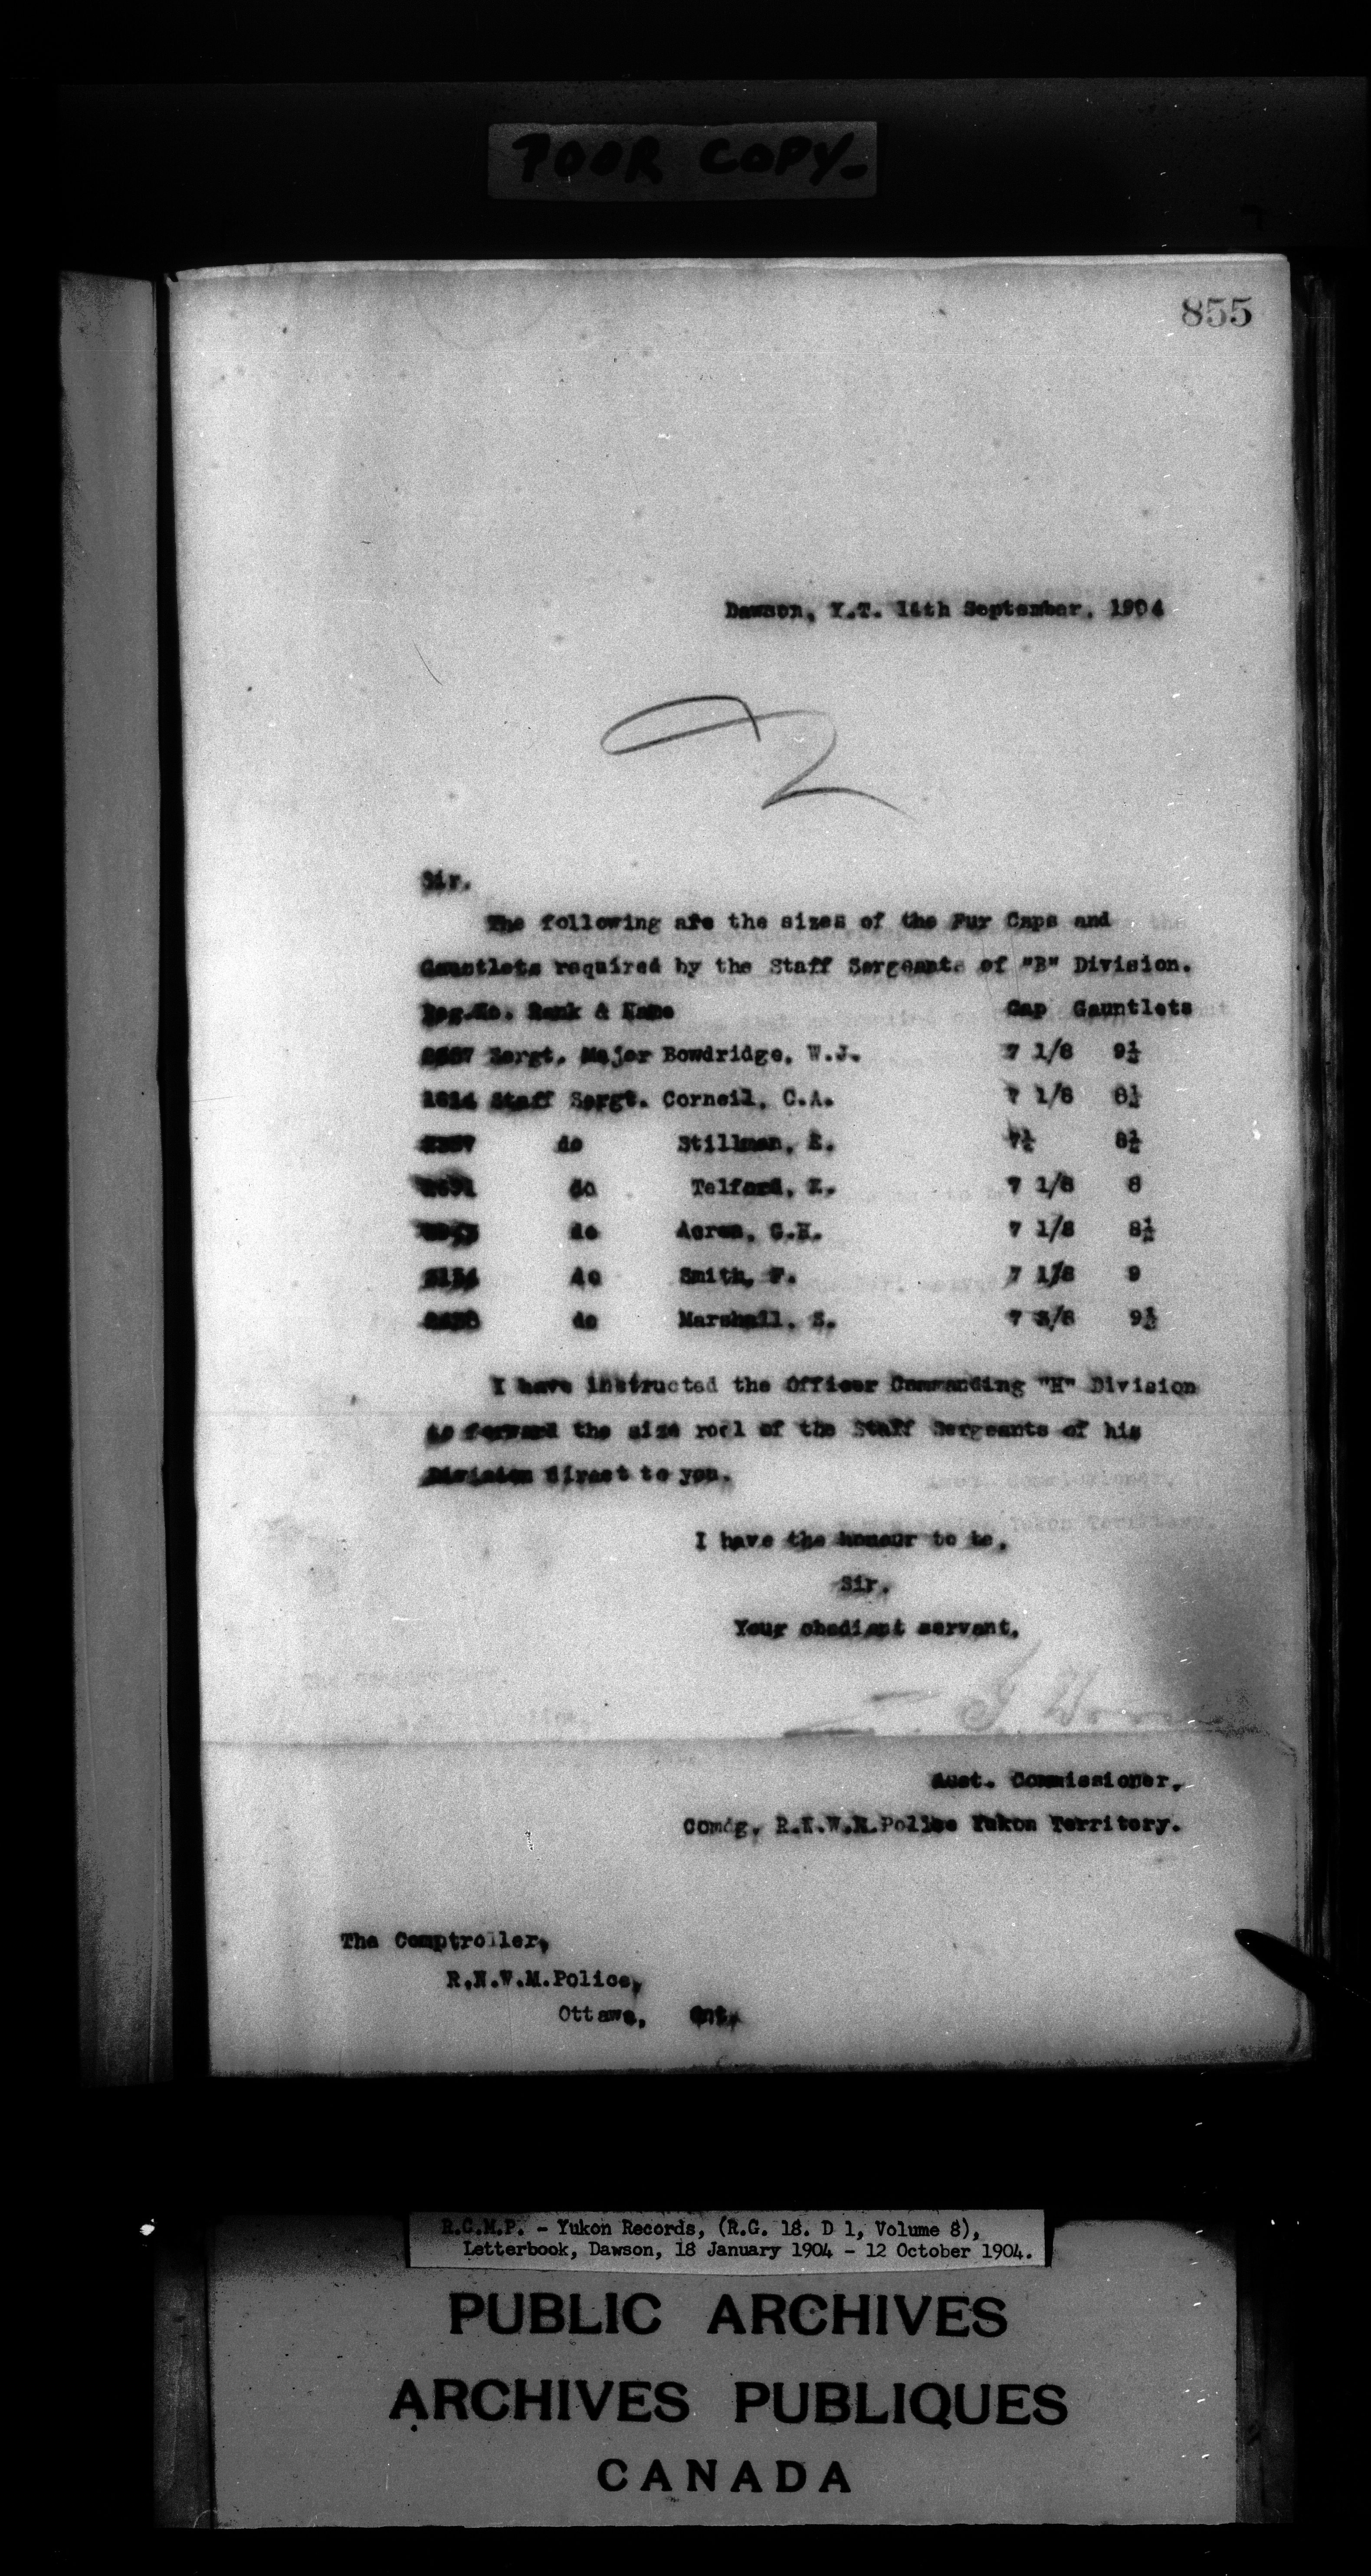 POOR COPY-
855
Dawson, Y.T. 14th September, 1904
Sir.
The following are the sizes of the Fur Caps and
Gauntlets required by the Staff Sergeants of "B" Division.
Reg.No. Rank & Name Cap Gauntlets
Sergt. Major Bowdridge, W.J. 7 1/8 9½
Staff Sergt. Corneil, C.A. 7 1/8 8½
do Stillman, E. 7¼ 8½
do Telford, 7 1/8 8
do Acres, 7 1/8 8½
do Smith, F. 7 1/8 9
do Marshall, S. 7 3/8 9½
I have instructed the Officer Commanding "H" Division
to forward the size roll of the Staff Sergeants of his
Division direct to you.
I have the honour to be,
Sir.
Your obedient servant.
Asst. Commissioner,
Comdg. R.N.W.M.Police Yukon Territory.
The Comptroller,
R.N.W.M.Police,
Ottawa, Ont.
R.C.M.P. - Yukon Records, (R.G. 18. D 1, Volume 8),
Letterbook, Dawson, 18 January 1904 - 12 October 1904.
PUBLIC ARCHIVES
ARCHIVES PUBLIQUES
CANADA